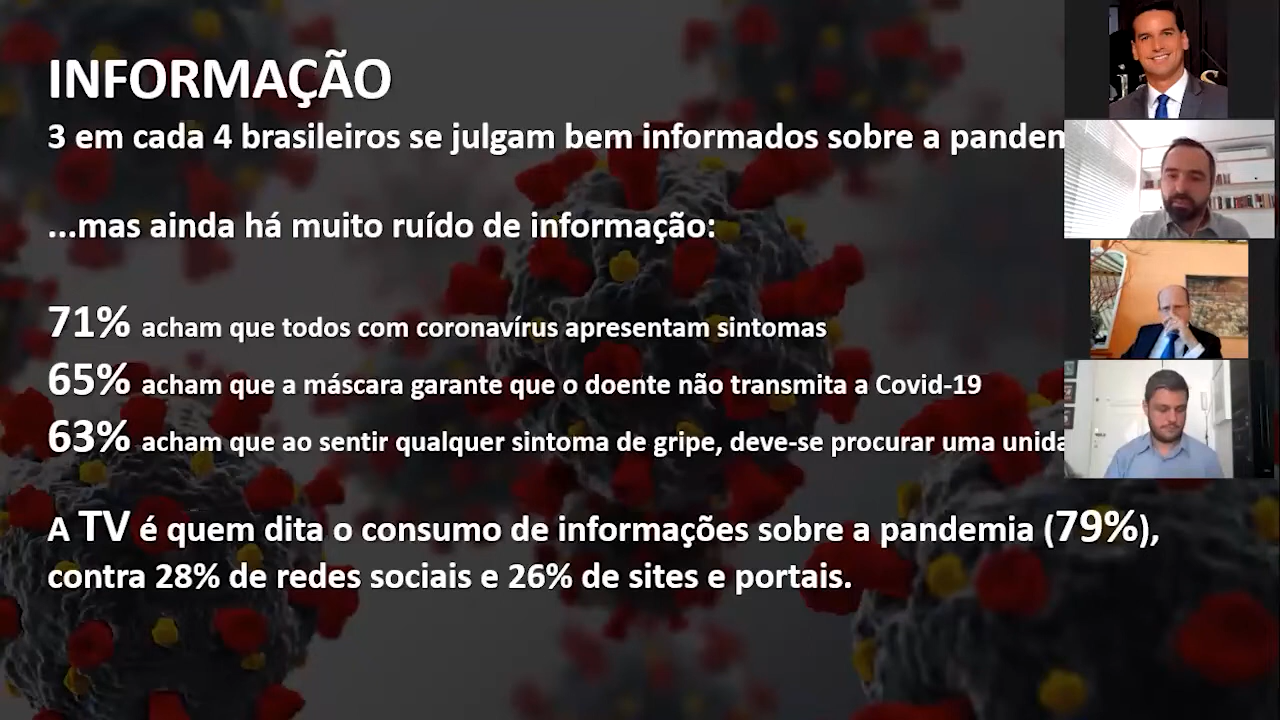 INFORMAÇÃO
3 em cada 4 brasileiros se julgam bem informados sobre a pandem
...mas ainda há muito ruído de informação:
71% acham que todos com coronavírus apresentam sintomas
65% acham que a máscara garante que o doente não transmita a Covid-19
63% acham que ao sentir qualquer sintoma de gripe, deve-se procurar uma unida
A TV é quem dita o consumo de informações sobre a pandemia (79%),
contra 28% de redes sociais e 26% de sites e portais.